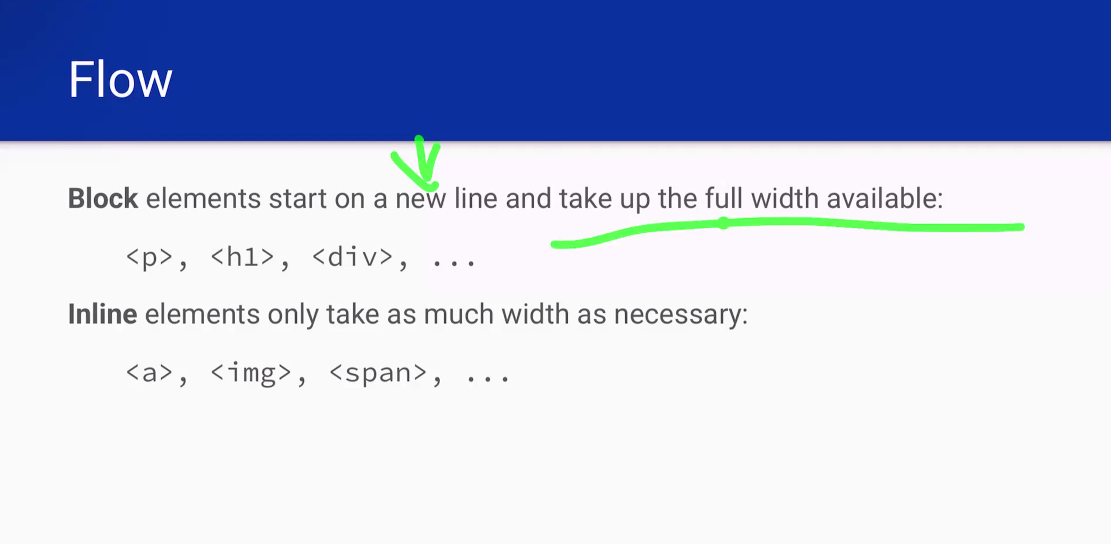 Flow
Block elements start on a new line and take up the full width available:
<p>, <h1>, <div>, ...
Inline elements only take as much width as necessary:
<a>, <img>, <span>, ...